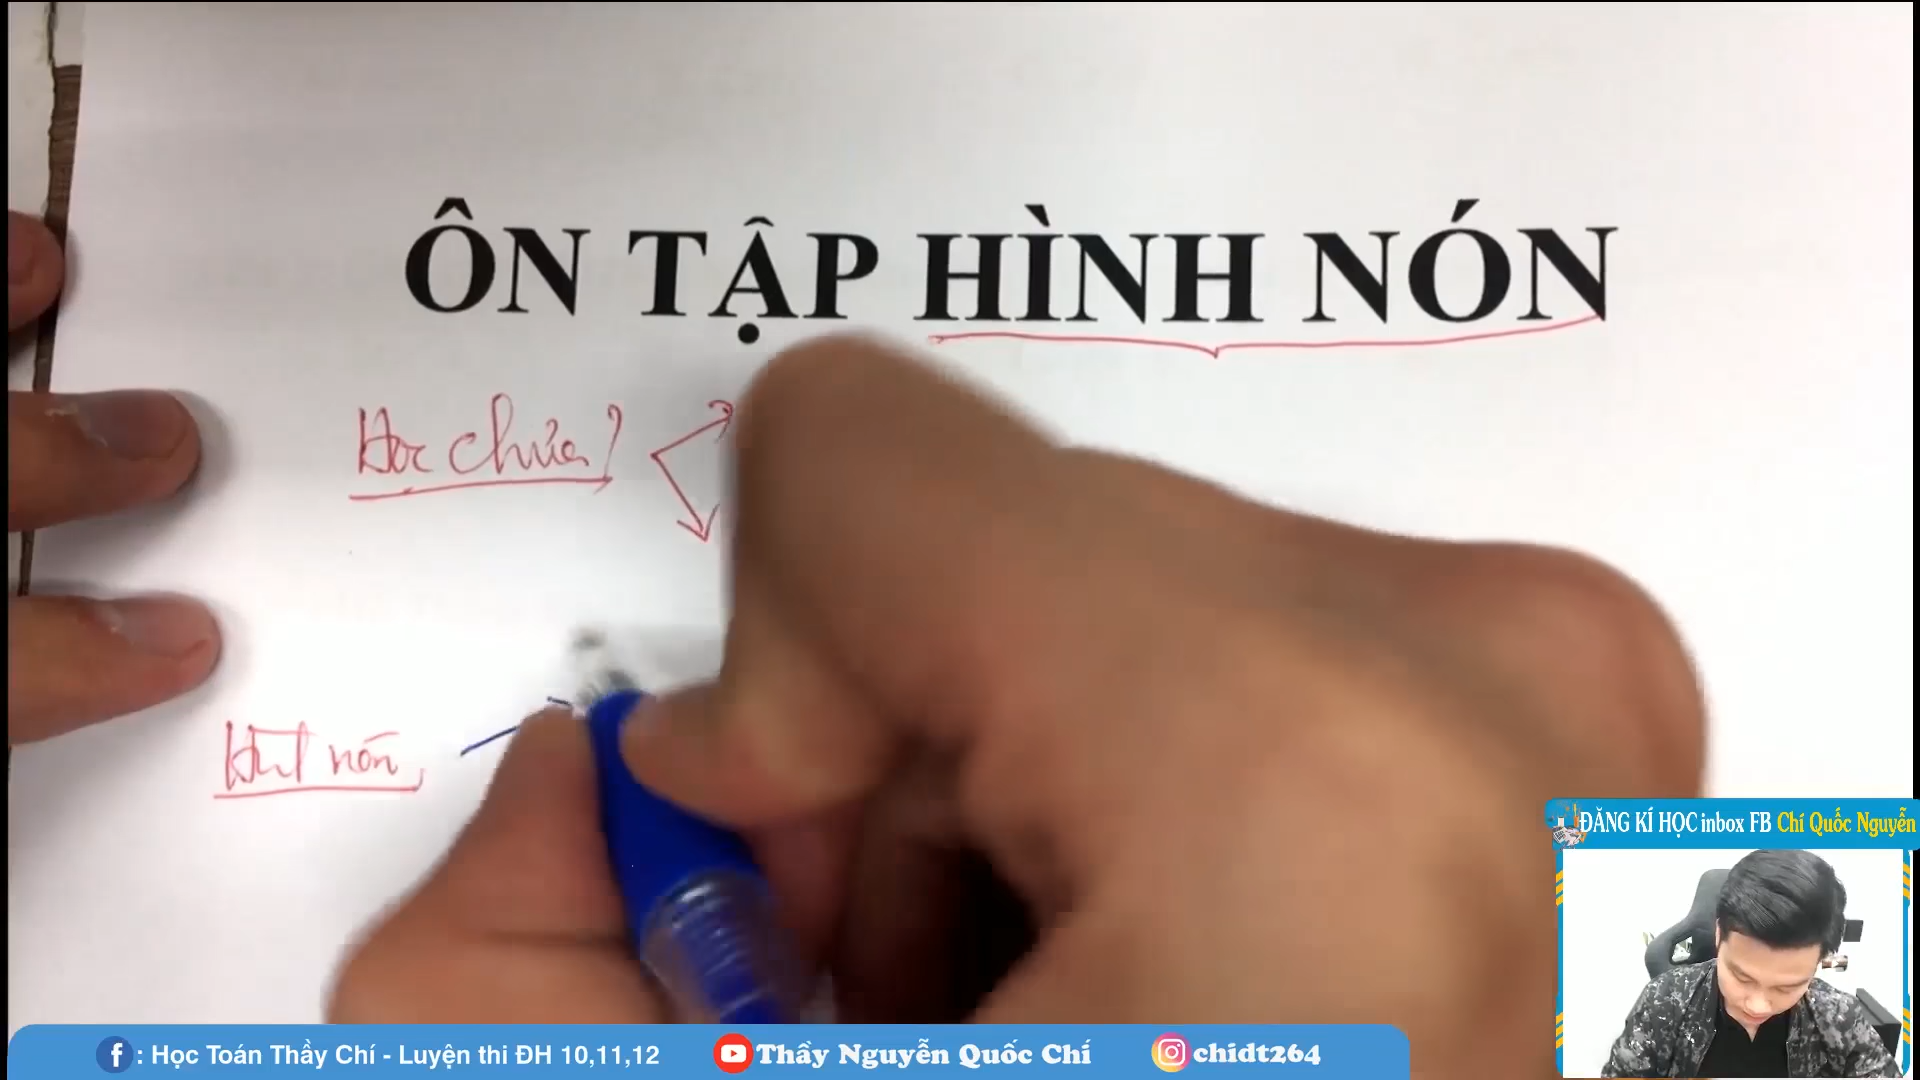 ÔN TẬP HÌNH NÓN
Học chưa?
Hình nón
ĐĂNG KÍ HỌC inbox FB Chí Quốc Nguyễn
: Học Toán Thầy Chí - Luyện thi ĐH 10,11,12
Thầy Nguyễn Quốc Chí
chidt264